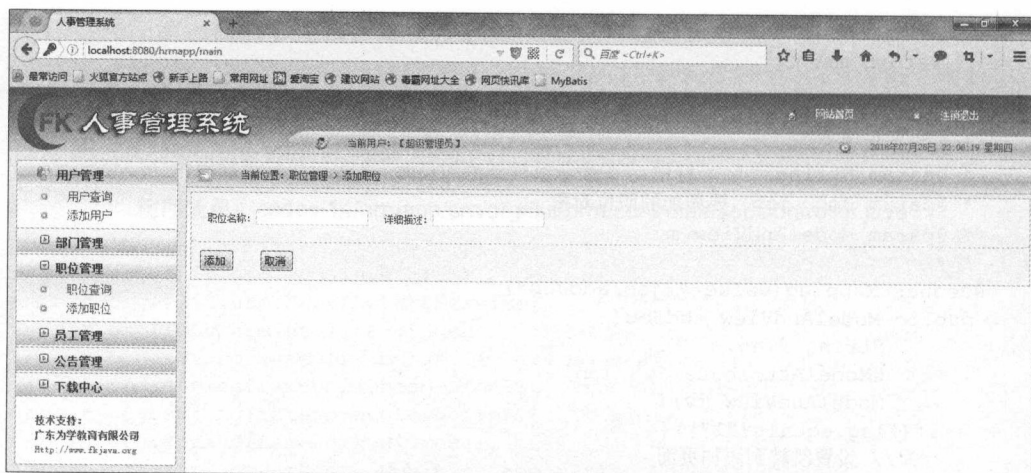 人事管理系统 × +
localhost:8080/hrmapp/main
百度 <Ctrl+K>
最常访问 火狐官方站点 新手上路 常用网址 爱淘宝 建议网站 毒霸网址大全 网页快讯库 MyBatis
FK 人事管理系统
网站首页 注销退出
当前用户:【超级管理员】
2016年07月28日 23:06:19 星期四
用户管理
当前位置:职位管理 > 添加职位
用户查询
添加用户
职位名称:
详细描述:
部门管理
职位管理
添加 取消
职位查询
添加职位
员工管理
公告管理
下载中心
技术支持:
广东为学教育有限公司
Http://www.fkjava.org